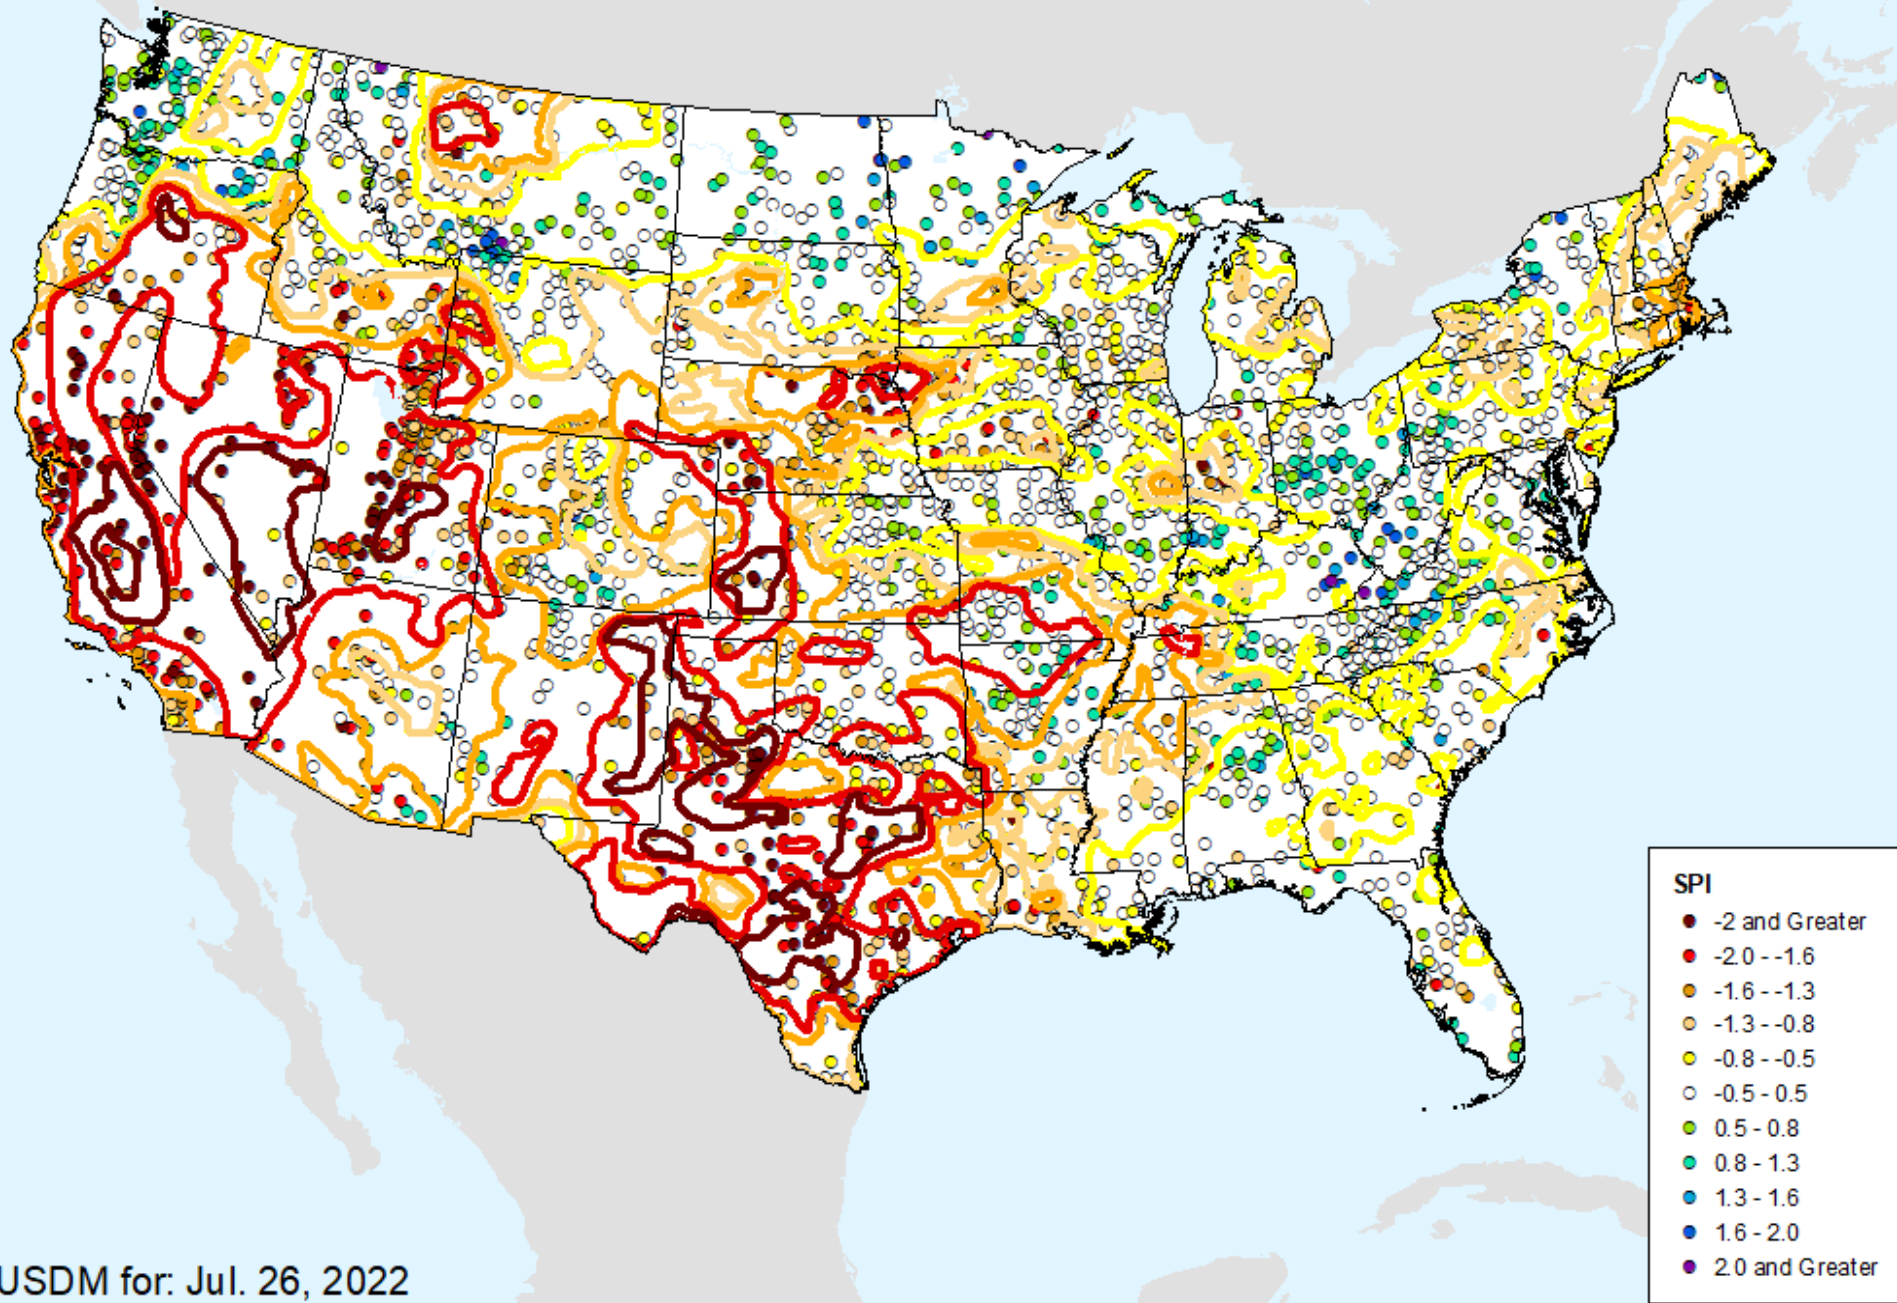 SPI
-2 and Greater
-2.0 - -1.6
-1.6 - -1.3
-1.3 - -0.8
-0.8 - -0.5
-0.5 - 0.5
0.5 - 0.8
0.8 - 1.3
1.3 - 1.6
1.6 - 2.0
2.0 and Greater
USDM for: Jul. 26, 2022